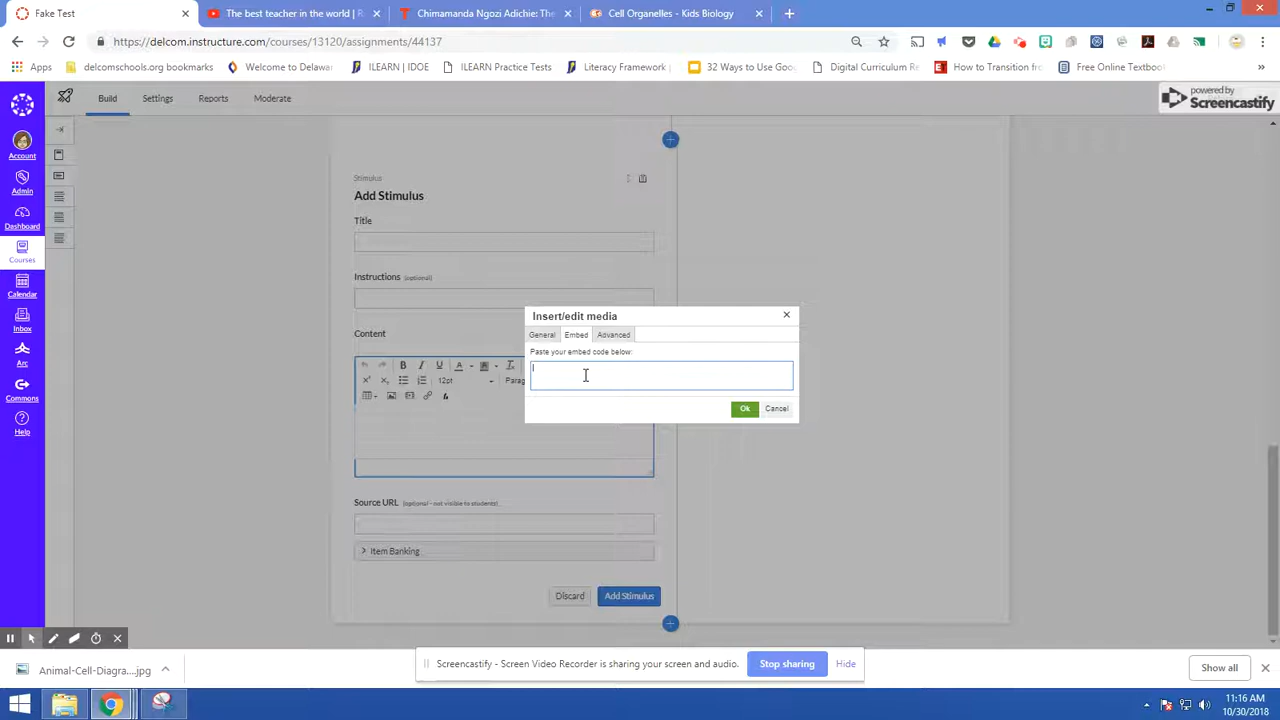 Fake Test
The best teacher in the world | R
Chimamanda Ngozi Adichie: The
Cell Organelles - Kids Biology
https://delcom.instructure.com/courses/13120/assignments/44137
Apps
delcomschools.org bookmarks
Welcome to Delawar
ILEARN | IDOE
ILEARN Practice Tests
Literacy Framework
32 Ways to Use Goo
Digital Curriculum Re
How to Transition fro
Free Online Textboo
»
Build
Settings
Reports
Moderate
powered by
Screencastify
Account
Admin
Dashboard
Courses
Calendar
Inbox
Arc
Commons
Help
Stimulus
Add Stimulus
Title
Instructions (optional)
Content
B I U A
12pt
Parag
Insert/edit media
General
Embed
Advanced
Paste your embed code below:
Ok
Cancel
Source URL (optional - not visible to students)
Item Banking
Discard
Add Stimulus
Animal-Cell-Diagra....jpg
Screencastify - Screen Video Recorder is sharing your screen and audio.
Stop sharing
Hide
Show all
11:16 AM
10/30/2018